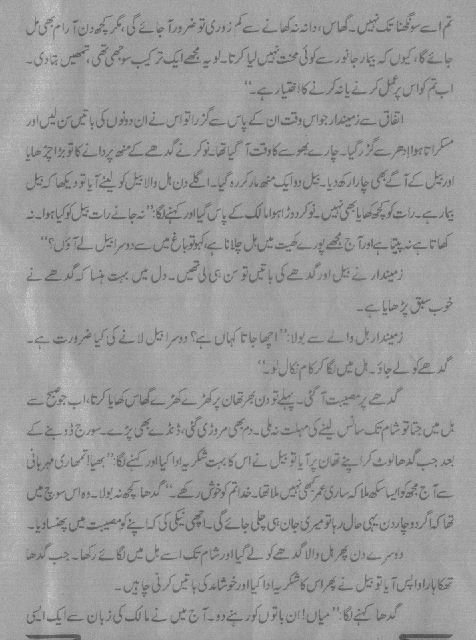 تم اسے سونگھنا تک نہیں۔ گھاس، دانہ نہ کھانے سے کم زوری تو ضرور آ جائے گی، مگر کچھ دن آرام بھی مل
جائے گا، کیوں کہ بیمار جانور سے کوئی محنت نہیں لیا کرتا۔ لو یہ مجھے ایک ترکیب سوجھی تھی، تمھیں بتا دی۔
اب تم کو اس پر عمل کرنے یا نہ کرنے کا اختیار ہے۔“
اتفاق سے زمیندار جو اس وقت ان کے پاس سے گزرا تو اس نے ان دونوں کی باتیں سن لیں اور
مسکراتا ہوا ادھر سے گزر گیا۔ چارے بھوسے کا وقت آ گیا تھا۔ نوکر نے گدھے کے منھ پر دانے کا توبڑا چڑھایا
اور بیل کے آگے بھی چارا رکھ دیا۔ بیل دو ایک منھ مار کر رہ گیا۔ اگلے دن ہل والا بیل کو لینے آیا تو دیکھا کہ بیل
بیمار ہے۔ رات کو کچھ کھایا بھی نہیں۔ نوکر دوڑا ہوا مالک کے پاس گیا اور کہنے لگا: ”نہ جانے رات بیل کو کیا ہوا۔ نہ
کھاتا ہے نہ پیتا ہے اور آج مجھے پورے کھیت میں ہل چلانا ہے، کہو تو باغ میں سے دوسرا بیل لے آؤں؟“
زمیندار نے بیل اور گدھے کی باتیں تو سن ہی لی تھیں۔ دل میں بہت ہنسا کہ گدھے نے
خوب سبق پڑھایا ہے۔
زمیندار ہل والے سے بولا: ”اچھا جاتا کہاں ہے؟ دوسرا بیل لانے کی کیا ضرورت ہے۔
گدھے کو لے جاؤ۔ ہل میں لگا کر کام نکال لو۔“
گدھے پر مصیبت آ گئی۔ پہلے تو دن بھر تھان پر کھڑے کھڑے گھاس کھایا کرتا، اب جو صبح سے
ہل میں جتا تو شام تک سانس لینے کی مہلت نہ ملی۔ دم بھی مروڑی گئی، ڈنڈے بھی پڑے۔ سورج ڈوبنے کے
بعد جب گدھا لوٹ کر اپنے تھان پر آیا تو بیل نے اس کا بہت شکریہ ادا کیا اور کہنے لگا: ”بھیا! تمھاری مہربانی
سے آج مجھ کو ایسا سکھ ملا کہ ساری عمر کبھی نہیں ملا تھا۔ خدا تم کو خوش رکھے۔“ گدھا کچھ نہ بولا۔ وہ اس سوچ میں
تھا کہ اگر دو چار دن یہی حال رہا تو میری جان ہی چلی جائے گی۔ اچھی نیکی کی کہ اپنے کو مصیبت میں پھنسا دیا۔
دوسرے دن پھر ہل والا گدھے کو لے گیا اور شام تک اسے ہل میں لگائے رکھا۔ جب گدھا
تھکا ہارا واپس آیا تو بیل نے پھر اس کا شکریہ ادا کیا اور خوشامد کی باتیں کرنی چاہیں۔
گدھا کہنے لگا: ”میاں! ان باتوں کو رہنے دو۔ آج میں نے مالک کی زبان سے ایک ایسی